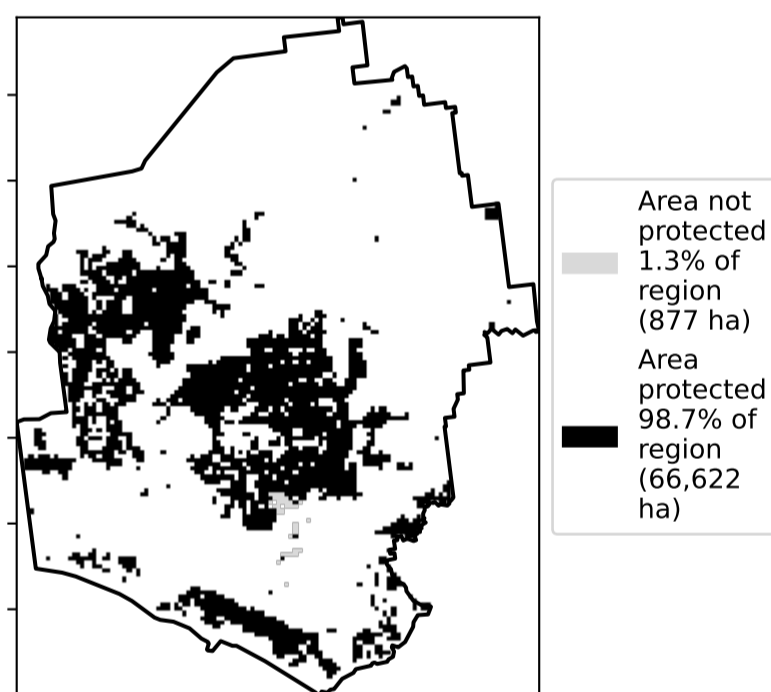 Area not
protected
1.3% of
region
(877 ha)
Area
protected
98.7% of
region
(66,622
ha)